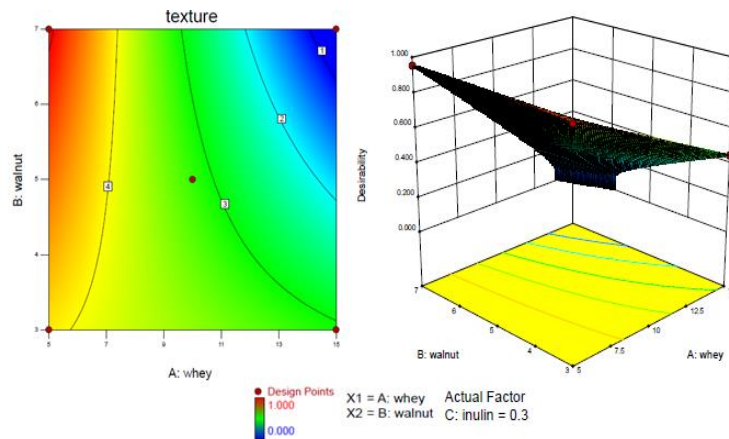 texture
B: walnut
7
6
5
4
3
1
2
3
4
5
7
9
11
13
15
A: whey
Design Points
1.000
0.000
X1 = A: whey
X2 = B: walnut
Actual Factor
C: inulin = 0.3
Desirability
1.000
0.800
0.600
0.400
0.200
0.000
7
6
5
4
3
5
7.5
10
12.5
B: walnut
A: whey